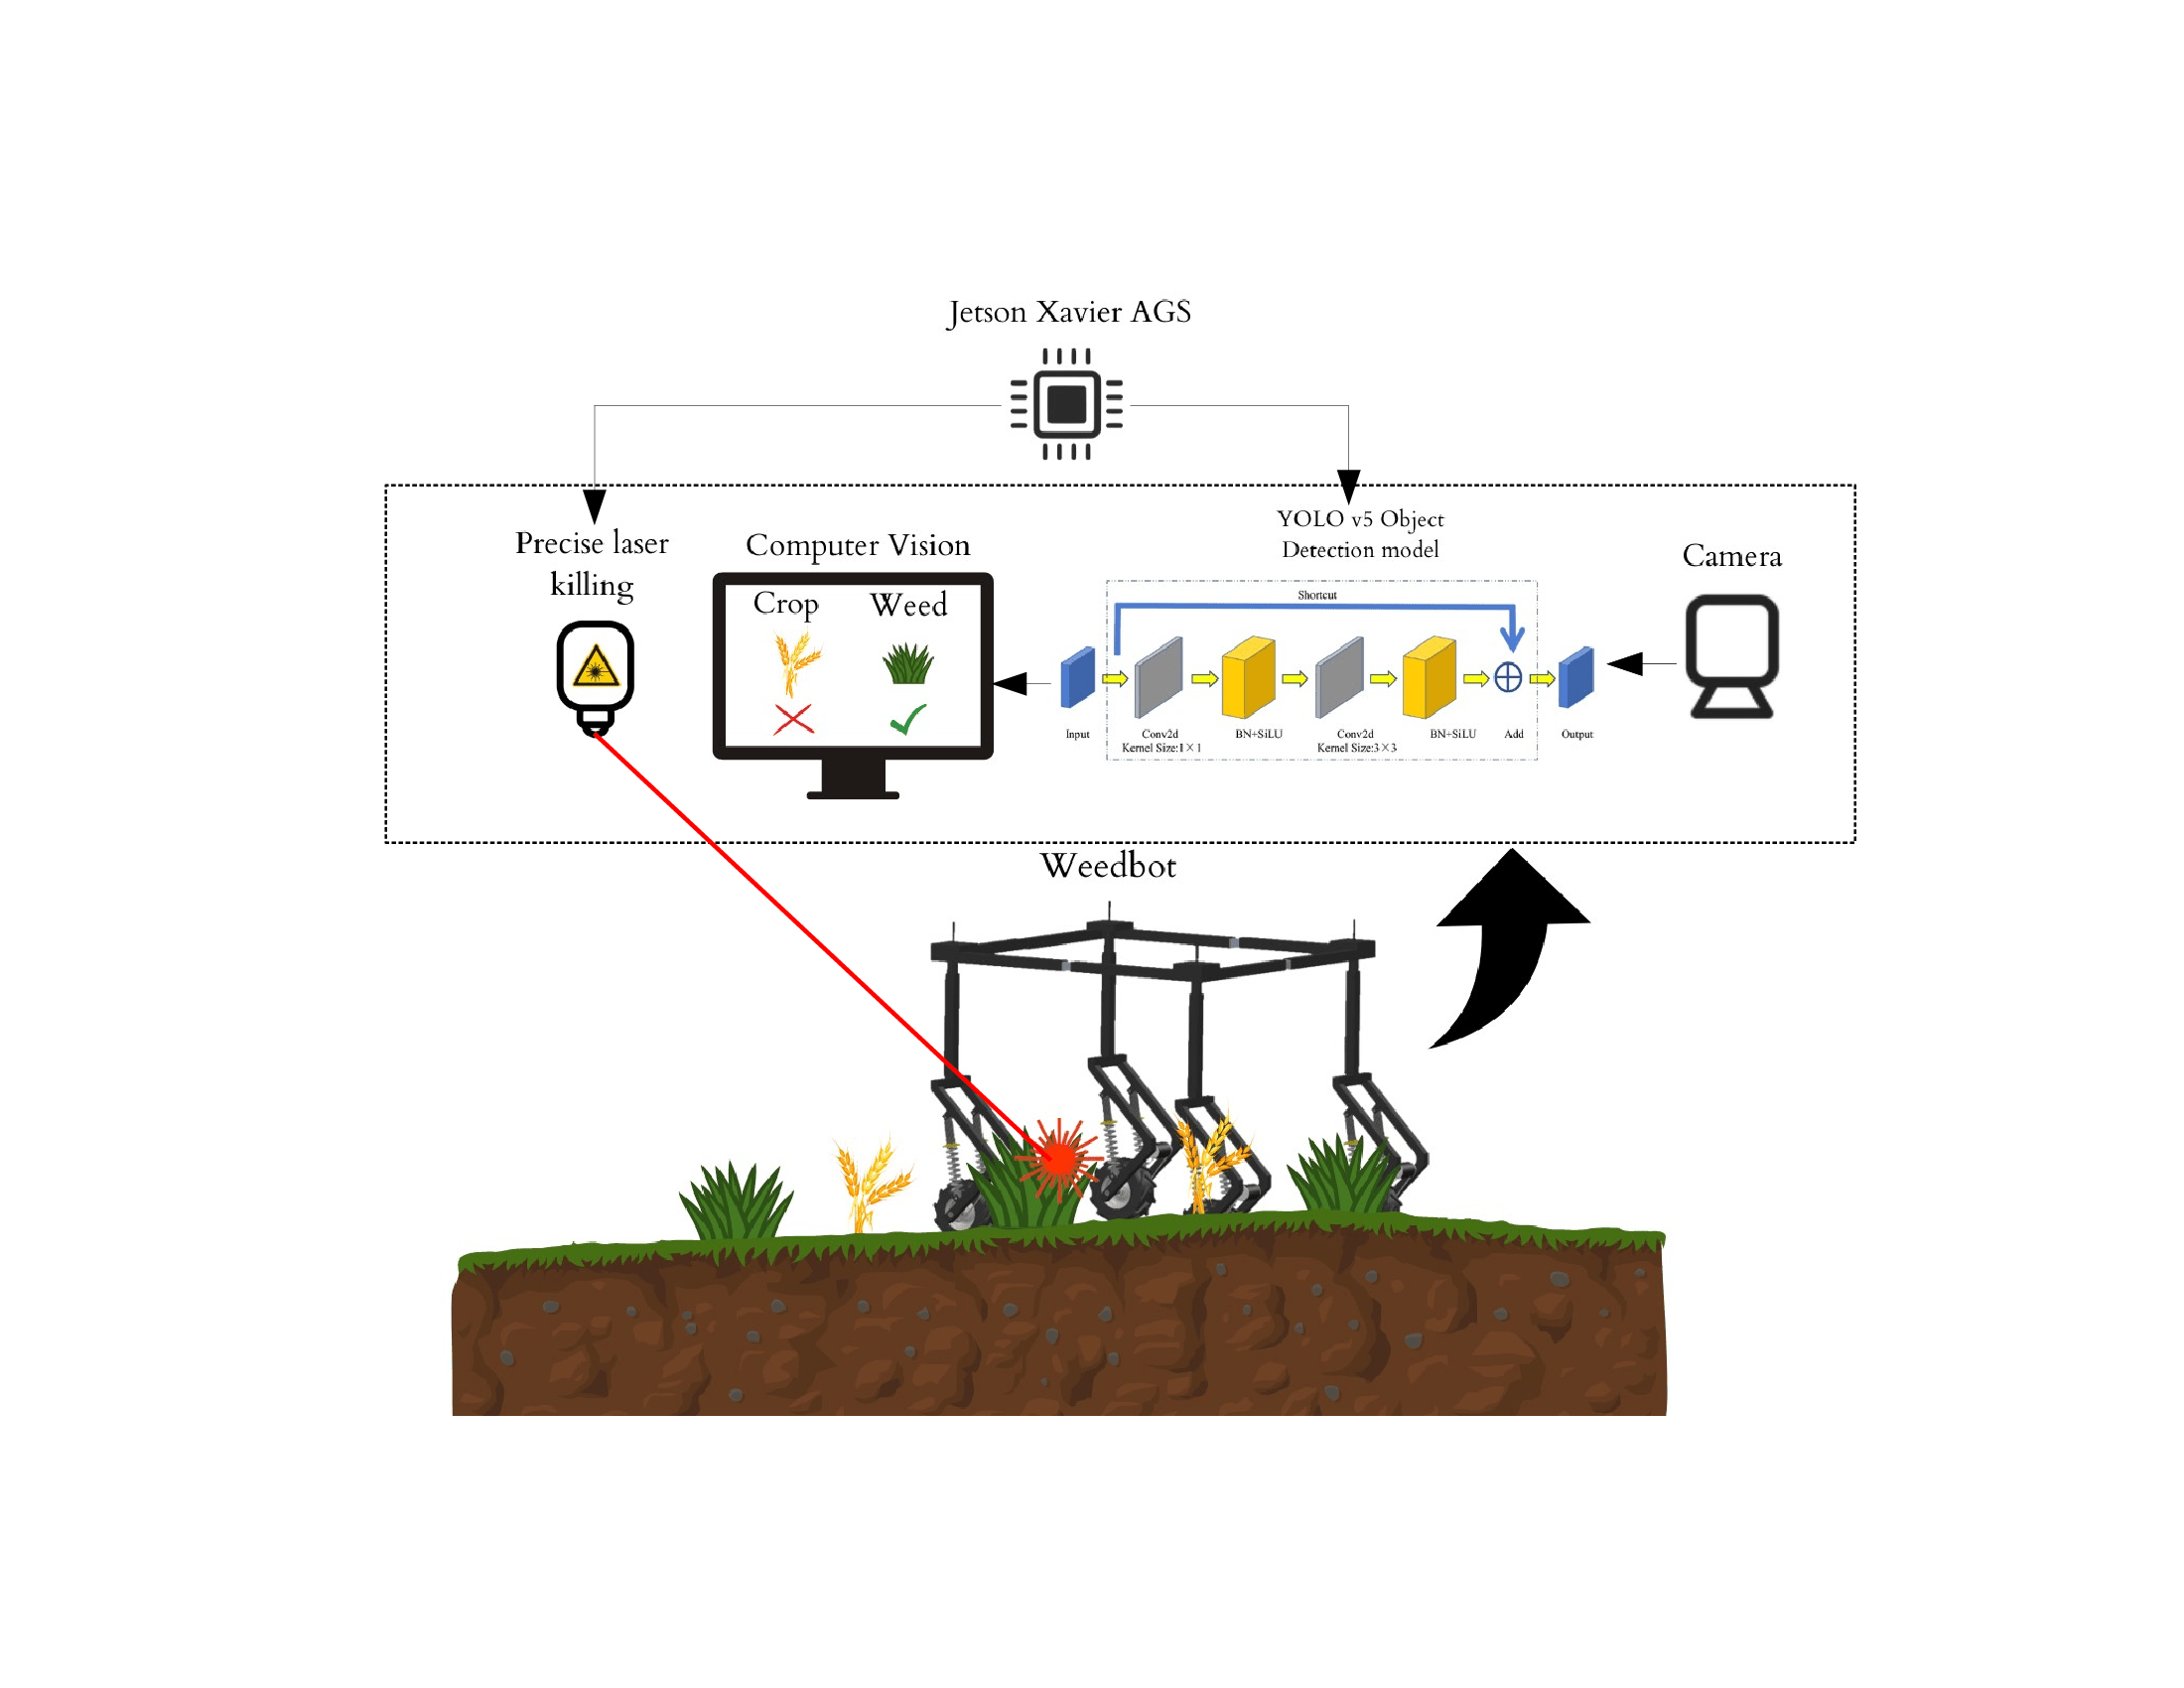 Jetson Xavier AGS
Precise laser
killing
Computer Vision
Crop Weed
YOLO v5 Object
Detection model
Camera
Shortcut
Input
Conv2d
Kernel Size:1×1
BN+SiLU
Conv2d
Kernel Size:3×3
BN+SiLU
Add
Output
Weedbot